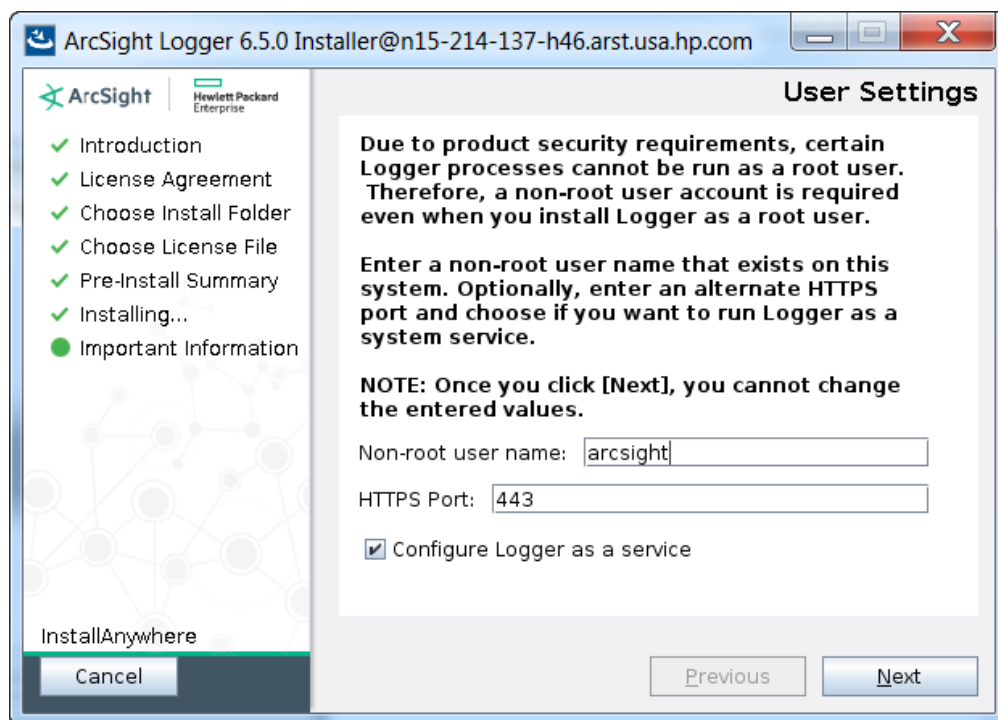 ArcSight Logger 6.5.0 Installer@n15-214-137-h46.arst.usa.hp.com
ArcSight
Hewlett Packard
Enterprise
User Settings
Introduction
License Agreement
Choose Install Folder
Choose License File
Pre-Install Summary
Installing...
Important Information
Due to product security requirements, certain
Logger processes cannot be run as a root user.
Therefore, a non-root user account is required
even when you install Logger as a root user.
Enter a non-root user name that exists on this
system. Optionally, enter an alternate HTTPS
port and choose if you want to run Logger as a
system service.
NOTE: Once you click [Next], you cannot change
the entered values.
Non-root user name: arcsight
HTTPS Port: 443
Configure Logger as a service
InstallAnywhere
Cancel
Previous
Next